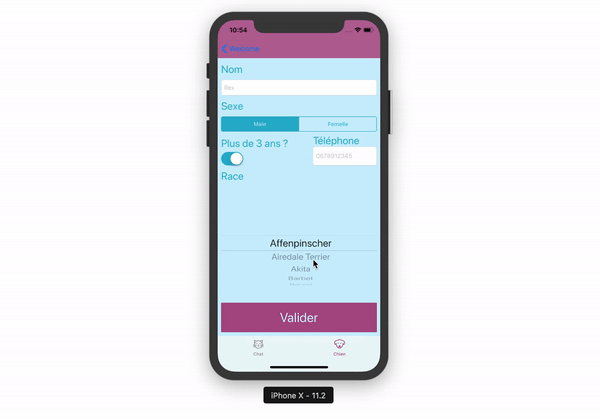 10:54
Welcome
Nom
Rex
Sexe
Male Femelle
Plus de 3 ans ? Téléphone
0678912345
Race
Affenpinscher
Airedale Terrier
Akita
Barbet
Valider
Chat Chien
iPhone X - 11.2